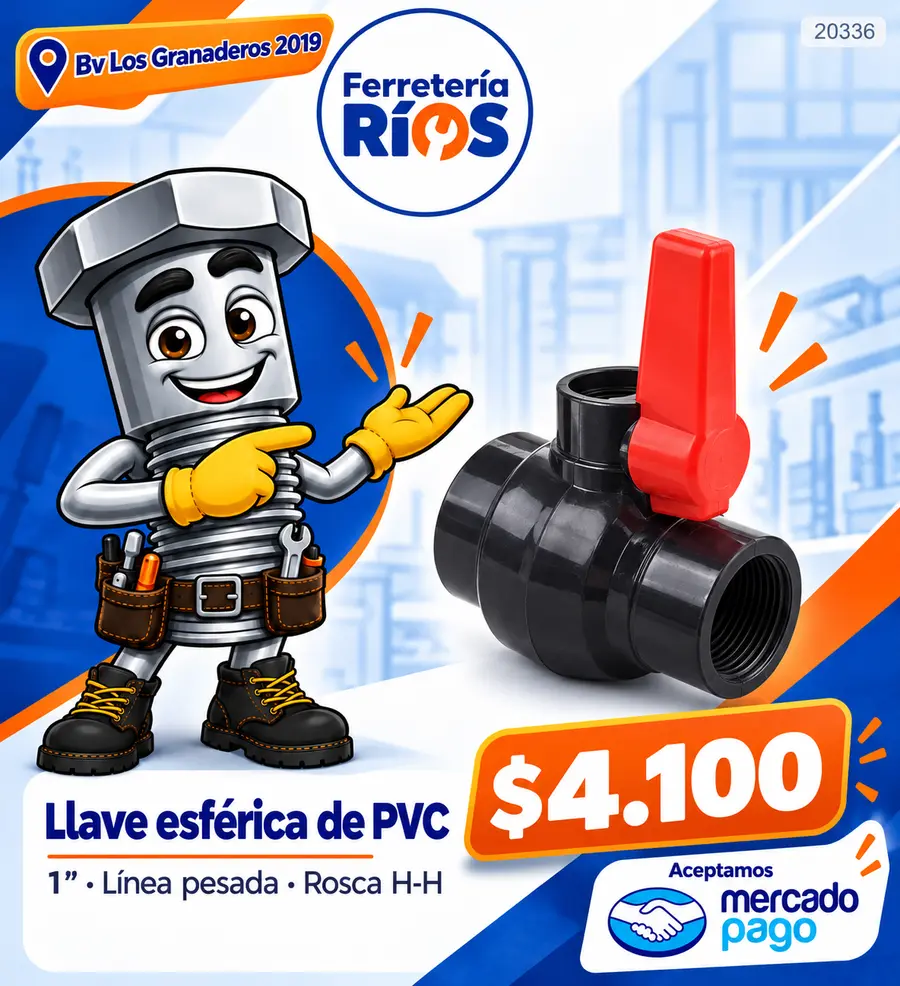 Bv Los Granaderos 2019
20336
Ferretería
Ríos
Llave esférica de PVC
1” • Línea pesada • Rosca H-H
$4.100
Aceptamos
mercado
pago